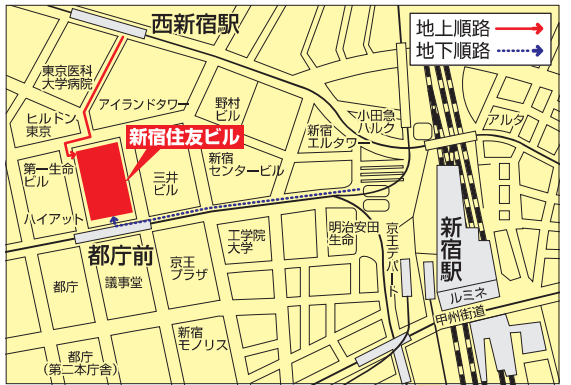 西新宿駅
地上順路
地下順路
東京医科
大学病院
アイランドタワー
野村
ビル
小田急
ハルク
アルタ
ヒルトン
東京
新宿住友ビル
新宿
エルタワー
第一生命
ビル
三井
ビル
新宿
センタービル
ハイアット
都庁前
工学院
大学
明治安田
生命
京王デパート
新宿駅
京王
プラザ
都庁
議事堂
ルミネ
甲州街道
新宿
モノリス
都庁
(第二本庁舎)